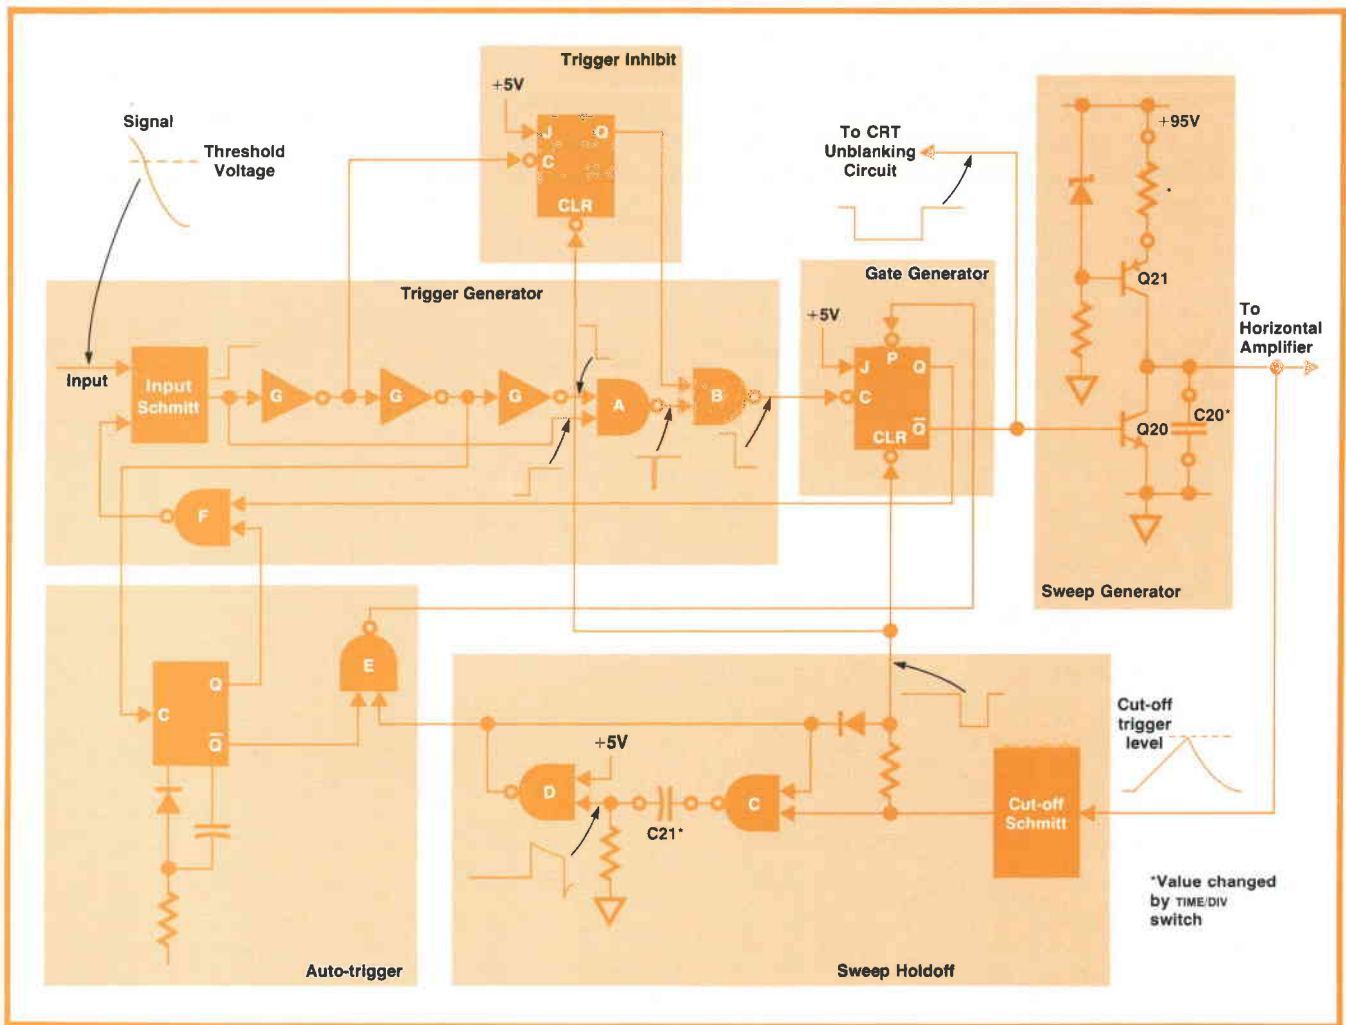 Trigger Inhibit
+5V
J
Q
C
CLR
Signal
Threshold
Voltage
To CRT
Unblanking
Circuit
+95V
Q21
Trigger Generator
Gate Generator
+5V
P
J
Q
C
Q̅
CLR
To
Horizontal
Amplifier
Input
Input
Schmitt
G
G
G
A
B
F
Q20
C20*
Sweep Generator
E
Q
C
Q̅
Auto-trigger
+5V
D
C21*
C
Cut-off
Schmitt
Cut-off
trigger
level
*Value changed
by TIME/DIV
switch
Sweep Holdoff